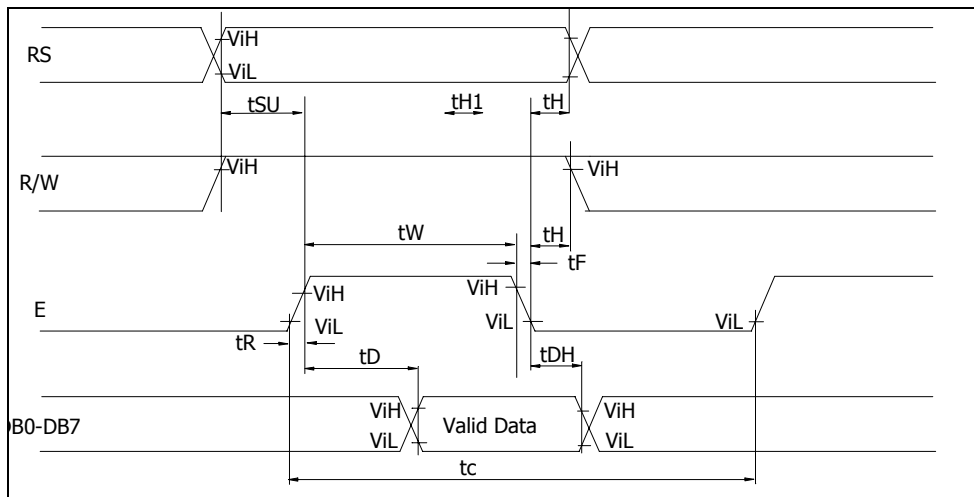 RS
ViH
ViL
tSU
tH1
tH
R/W
ViH
ViH
tW
tH
tF
E
ViH
ViH
ViL
ViL
ViL
tR
tD
tDH
DB0-DB7
ViH
ViL
Valid Data
ViH
ViL
tc